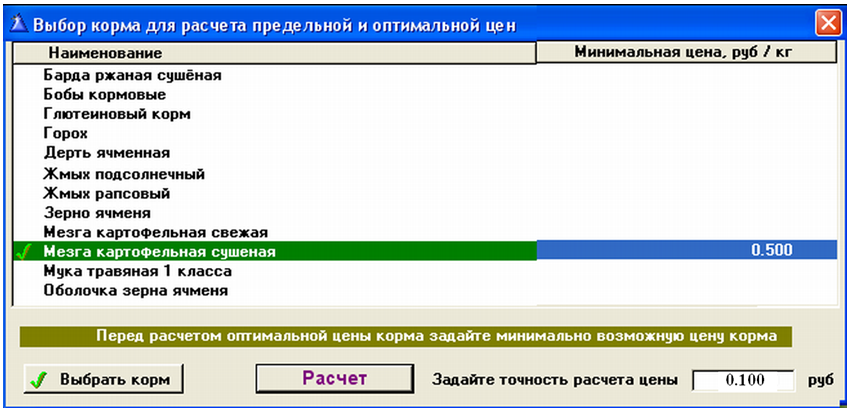 Выбор корма для расчета предельной и оптимальной цен
Наименование Минимальная цена, руб / кг
Барда ржаная сушёная
Бобы кормовые
Глютеиновый корм
Горох
Дерть ячменная
Жмых подсолнечный
Жмых рапсовый
Зерно ячменя
Мезга картофельная свежая
Мезга картофельная сушеная 0.500
Мука травяная 1 класса
Оболочка зерна ячменя
Перед расчетом оптимальной цены корма задайте минимально возможную цену корма
Выбрать корм Расчет Задайте точность расчета цены 0.100 руб